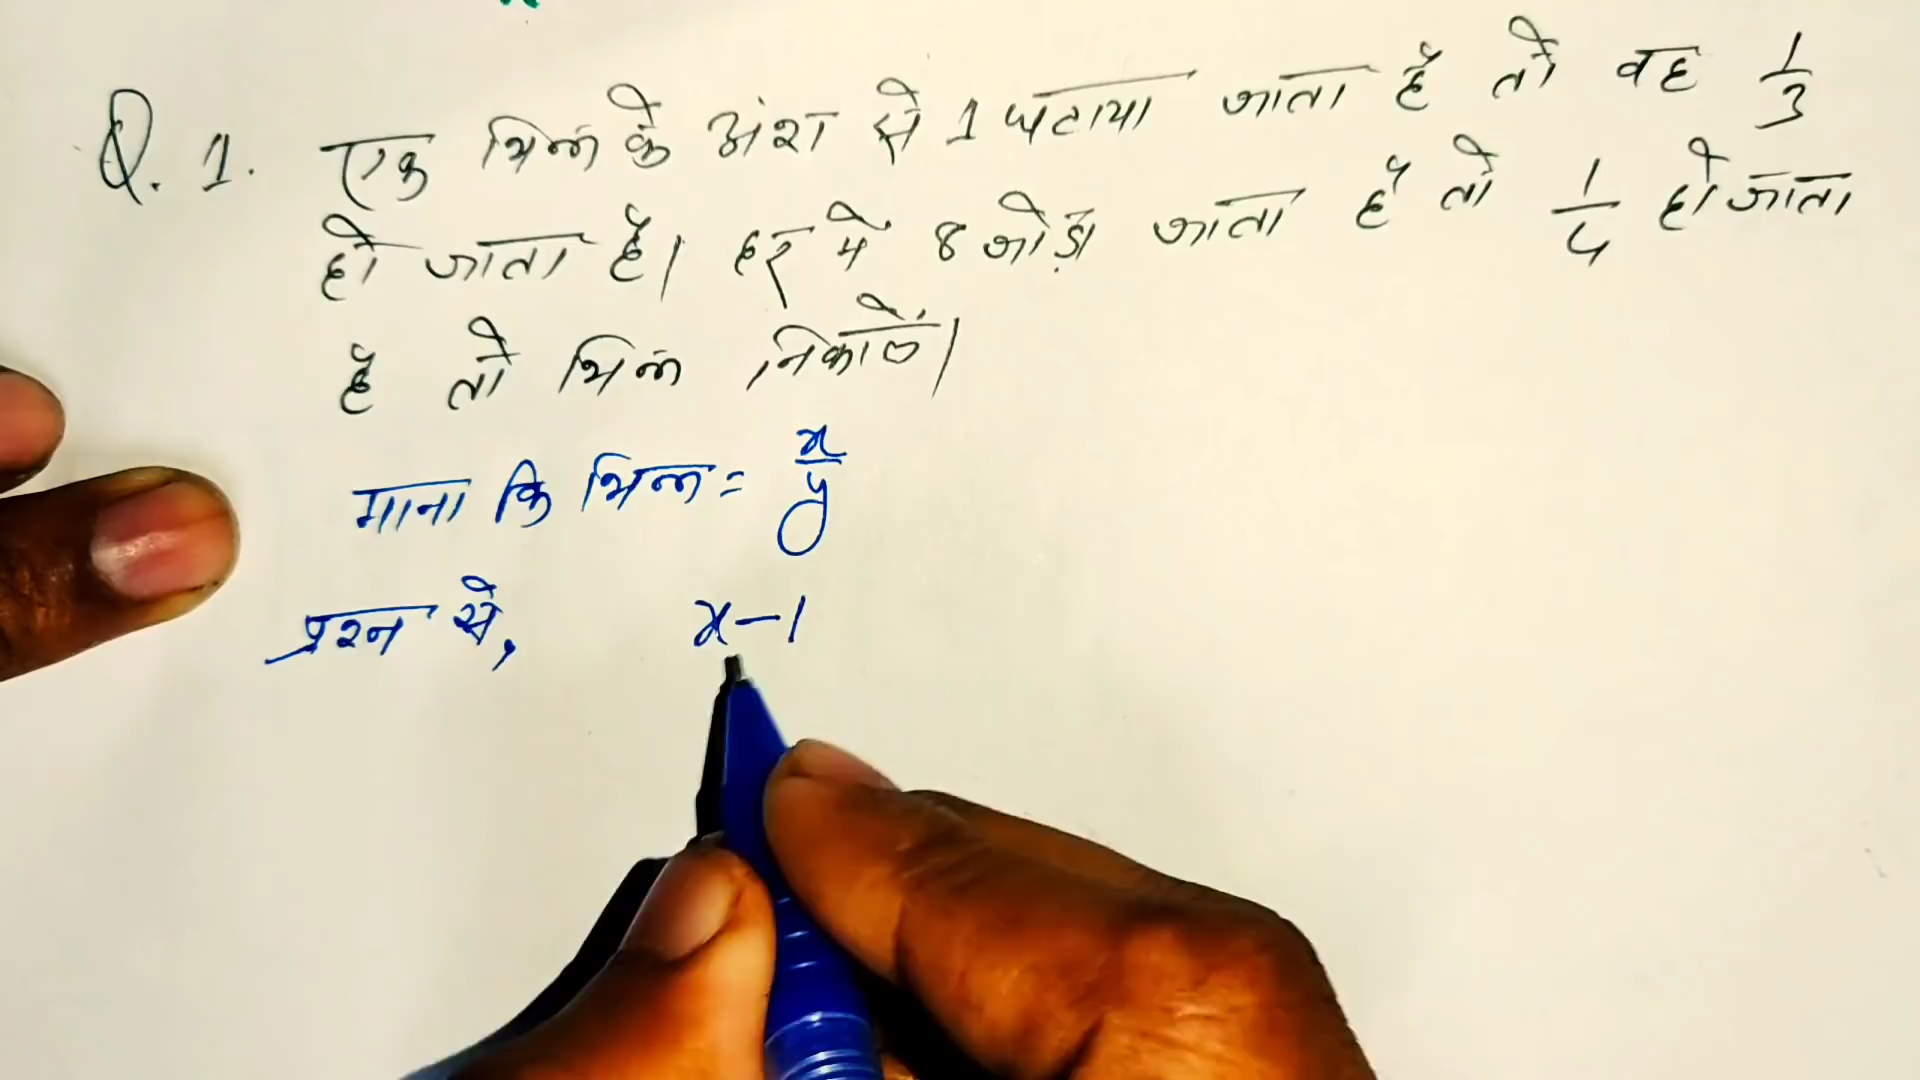 Q. 1. एक भिन्न के अंश से 1 घटाया जाता है तो वह 1/3
हो जाता है। हर में 8 जोड़ा जाता है तो 1/4 हो जाता
है तो भिन्न निकालें।
माना कि भिन्न = x/y
प्रश्न से, x-1